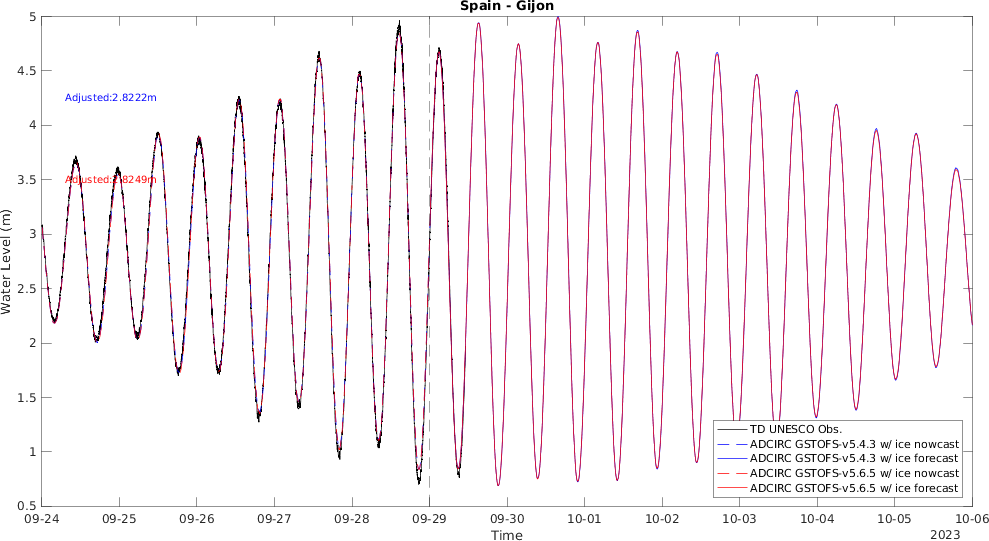 Spain - Gijon
5
4.5
4
3.5
3
2.5
2
1.5
1
0.5
Water Level (m)
Adjusted:2.8222m
Adjusted:2.8249m
TD UNESCO Obs.
ADCIRC GSTOFS-v5.4.3 w/ ice nowcast
ADCIRC GSTOFS-v5.4.3 w/ ice forecast
ADCIRC GSTOFS-v5.6.5 w/ ice nowcast
ADCIRC GSTOFS-v5.6.5 w/ ice forecast
09-24 09-25 09-26 09-27 09-28 09-29 09-30 10-01 10-02 10-03 10-04 10-05 10-06
Time
2023